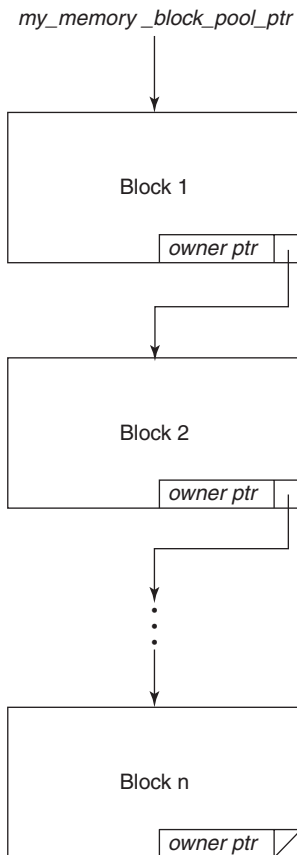 my_memory _block_pool_ptr
Block 1
owner ptr
Block 2
owner ptr
Block n
owner ptr